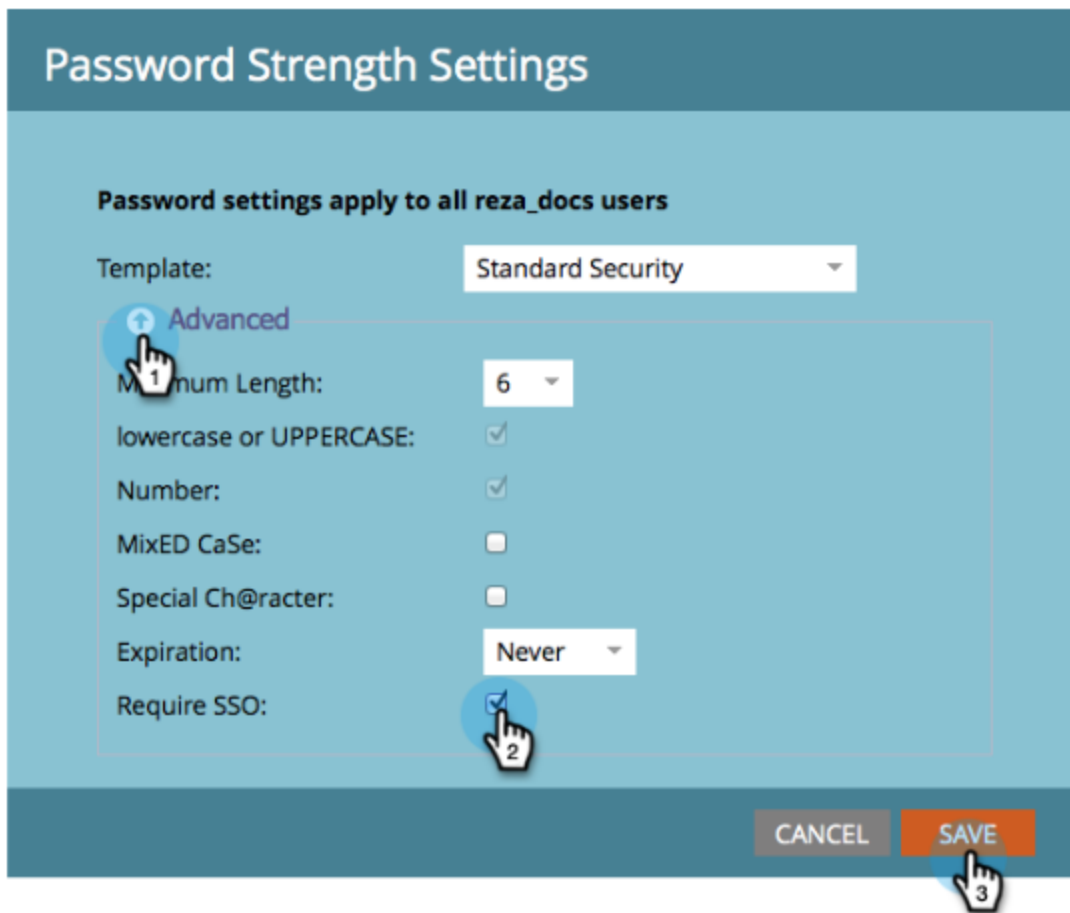 Password Strength Settings
Password settings apply to all reza_docs users
Template: Standard Security
Advanced
1
Minimum Length: 6
lowercase or UPPERCASE:
Number:
MixED CaSe:
Special Ch@racter:
Expiration: Never
Require SSO:
2
CANCEL SAVE
3